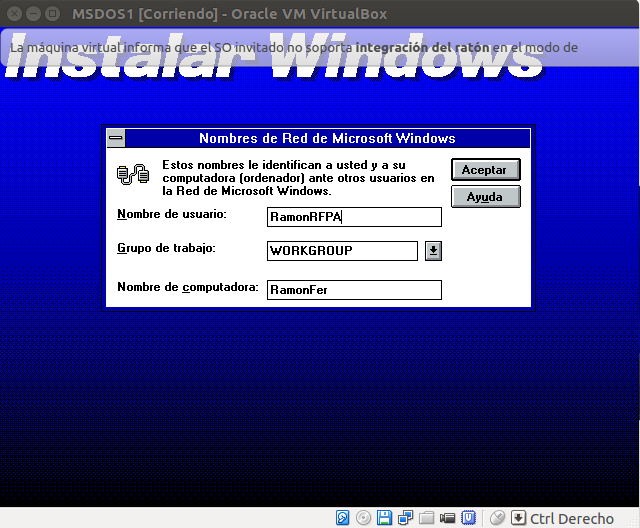 MSDOS1 [Corriendo] - Oracle VM VirtualBox
La máquina virtual informa que el SO invitado no soporta integración del ratón en el modo de
Instalar Windows
Nombres de Red de Microsoft Windows
Estos nombres le identifican a usted y a su
computadora (ordenador) ante otros usuarios en
la Red de Microsoft Windows.
Aceptar
Ayuda
Nombre de usuario:
RamonRFPA
Grupo de trabajo:
WORKGROUP
Nombre de computadora:
RamonFer
Ctrl Derecho